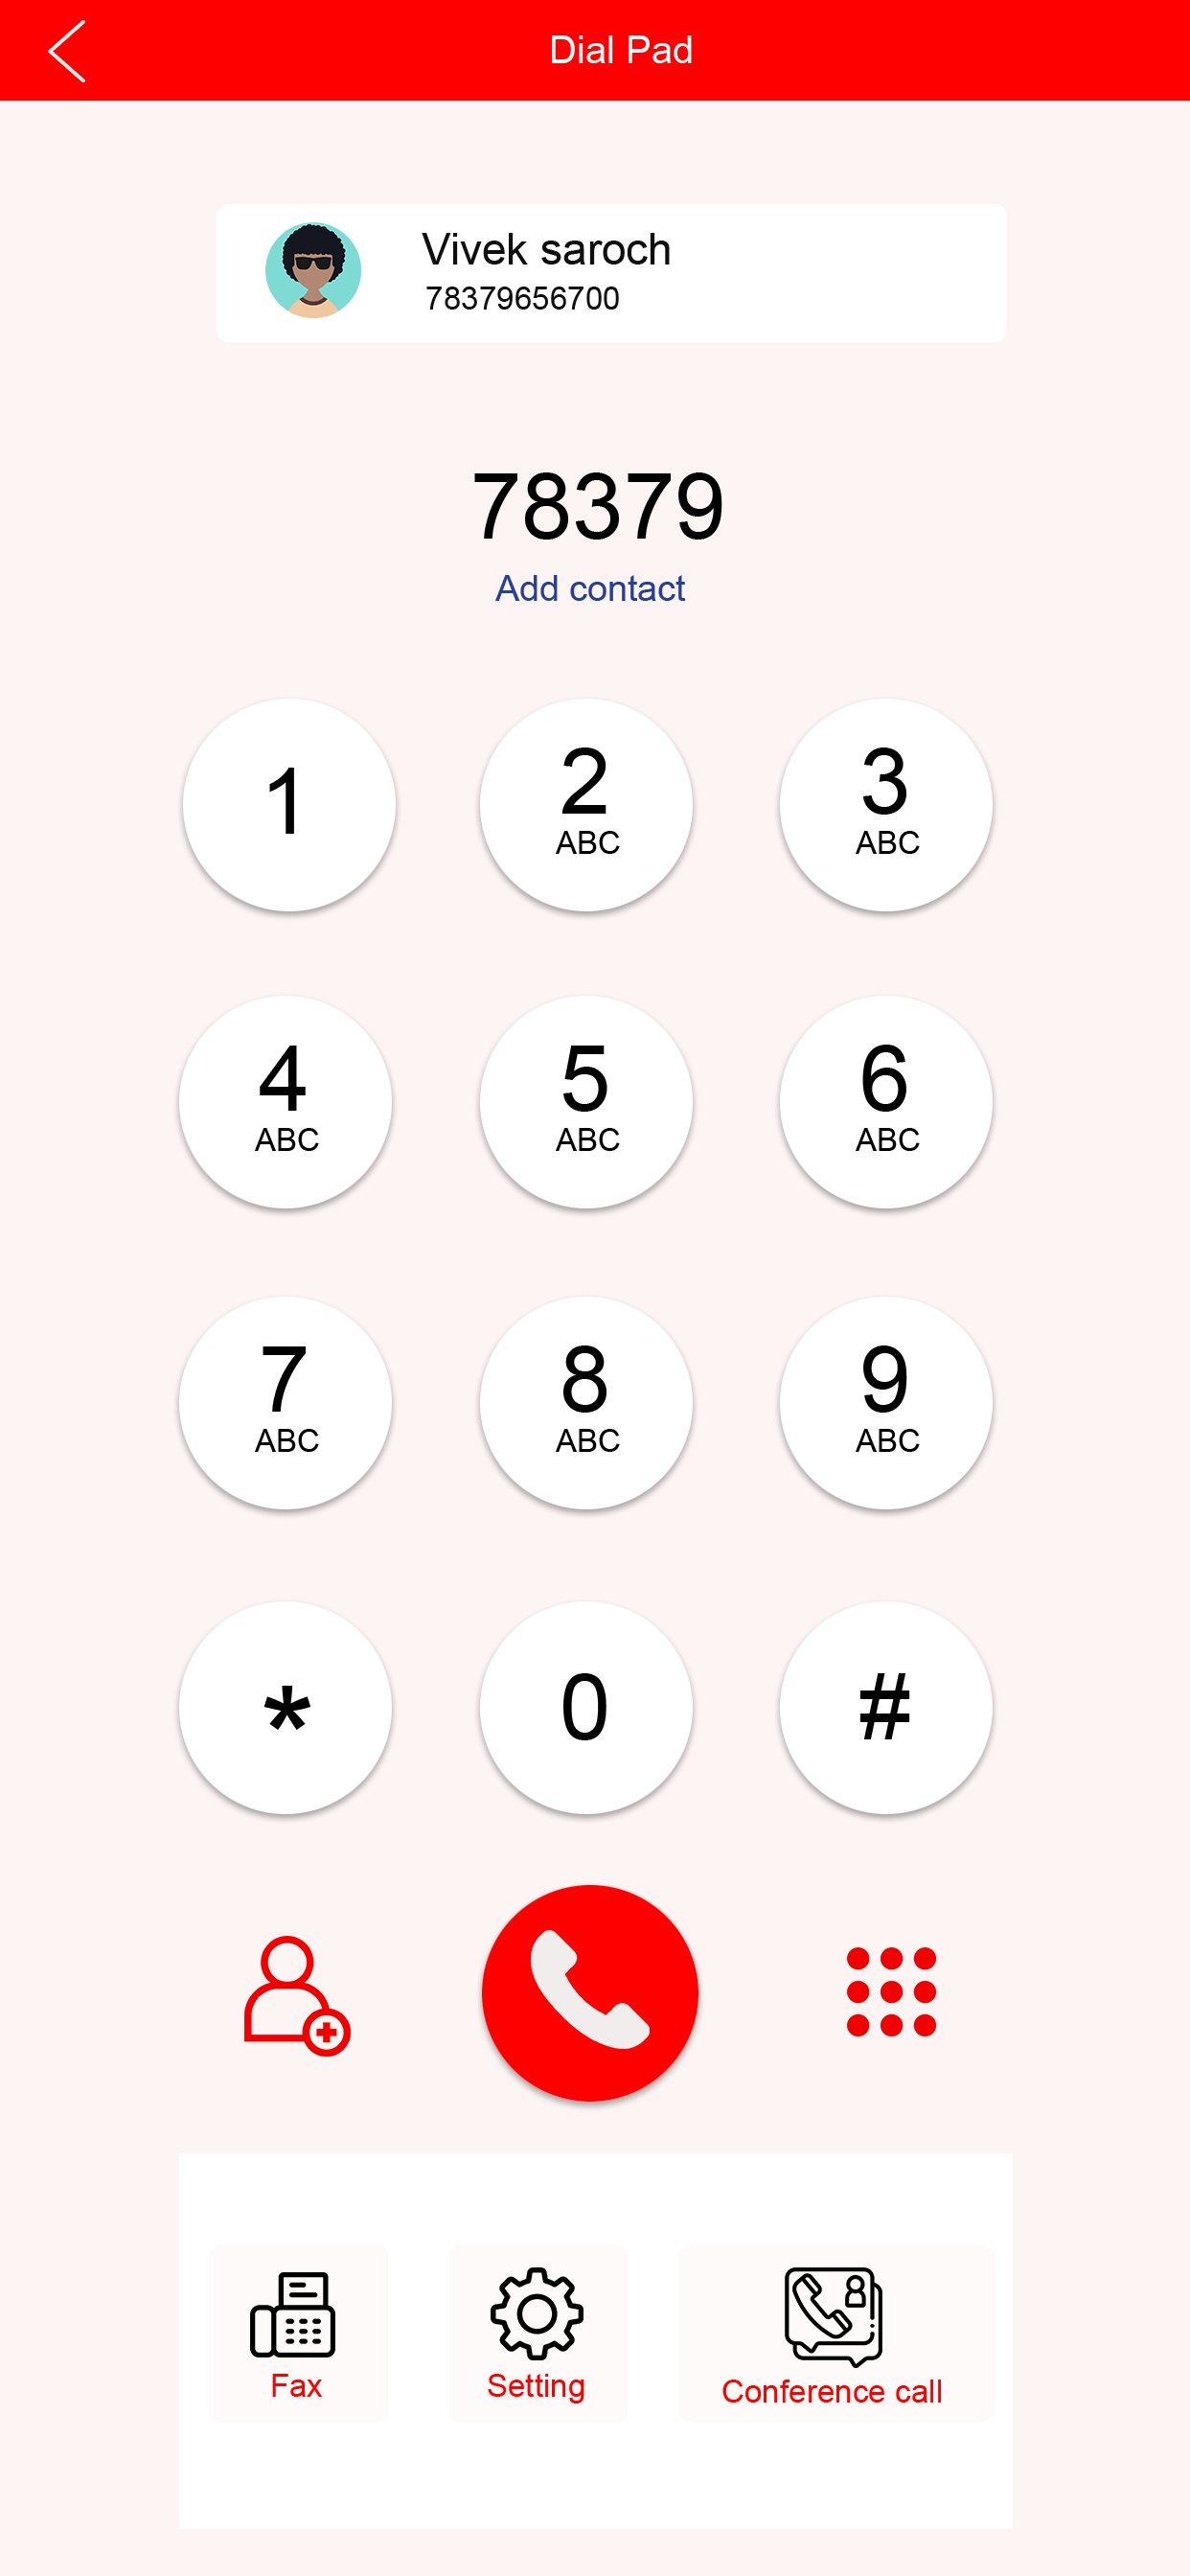 Dial Pad
Vivek saroch
78379656700
78379
Add contact
1 2 3
ABC ABC
4 5 6
ABC ABC ABC
7 8 9
ABC ABC ABC
* 0 #
Fax Setting Conference call